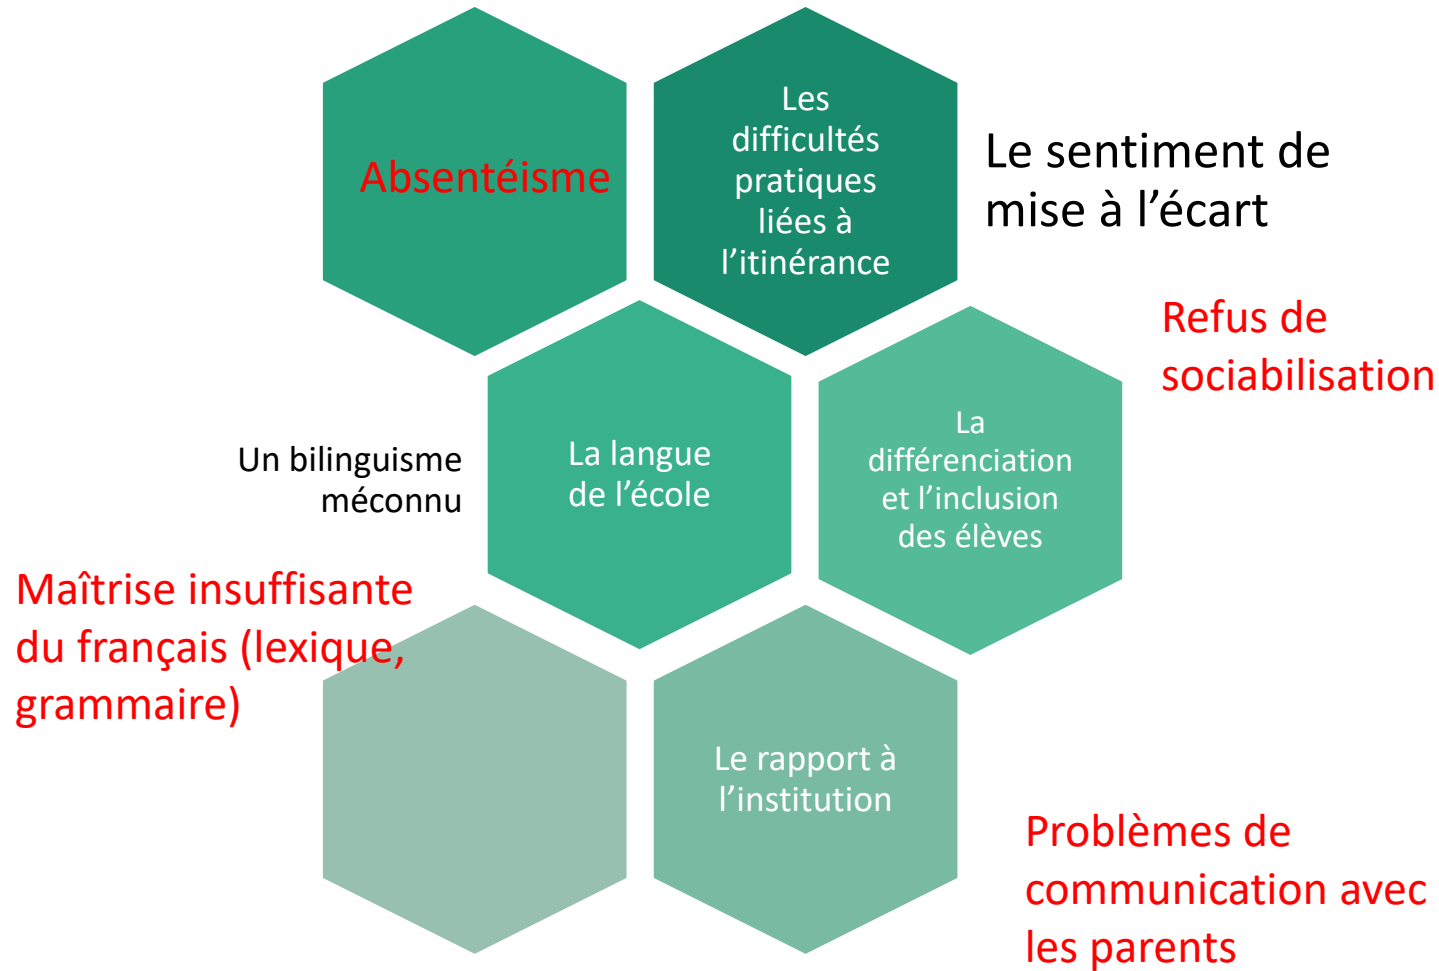 Absentéisme
Les
difficultés
pratiques
liées à
l’itinérance
Le sentiment de
mise à l’écart
Refus de
sociabilisation
Un bilinguisme
méconnu
La langue
de l’école
La
différenciation
et l’inclusion
des élèves
Maîtrise insuffisante
du français (lexique,
grammaire)
Le rapport à
l’institution
Problèmes de
communication avec
les parents